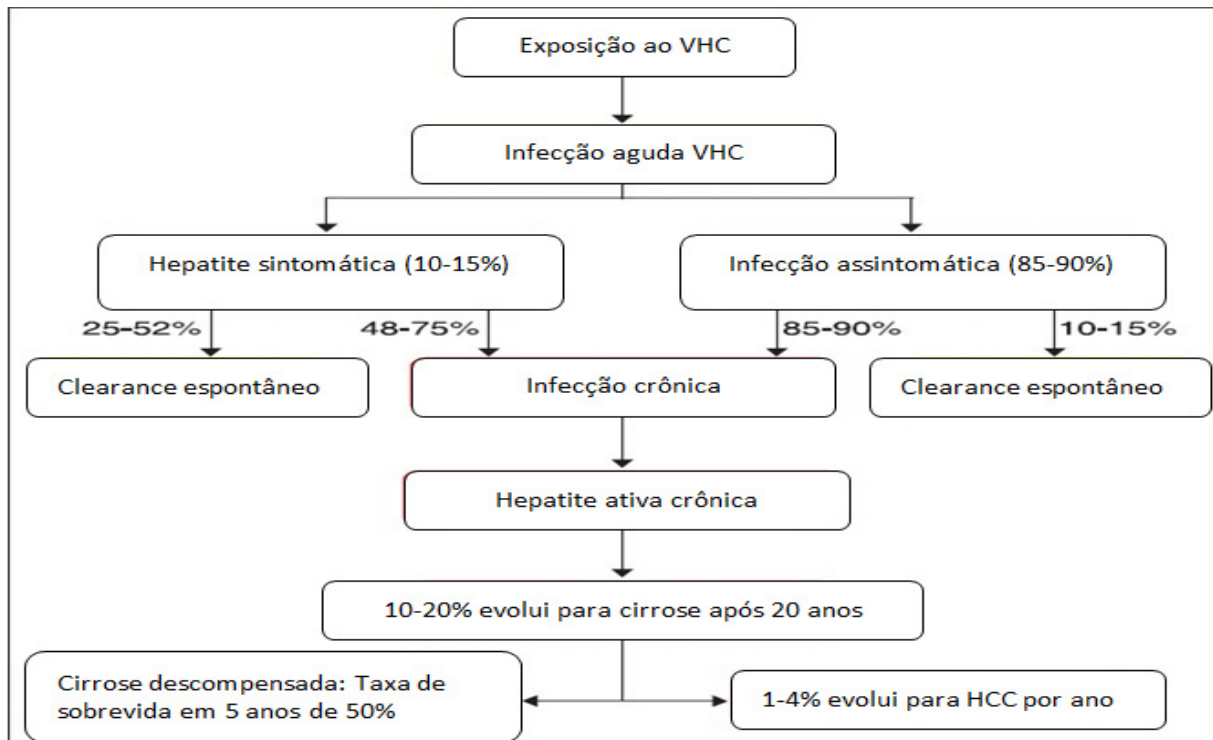 Exposição ao VHC
Infecção aguda VHC
Hepatite sintomática (10-15%)
Infecção assintomática (85-90%)
25-52%
48-75%
85-90%
10-15%
Clearance espontâneo
Infecção crônica
Clearance espontâneo
Hepatite ativa crônica
10-20% evolui para cirrose após 20 anos
Cirrose descompensada: Taxa de
sobrevida em 5 anos de 50%
1-4% evolui para HCC por ano